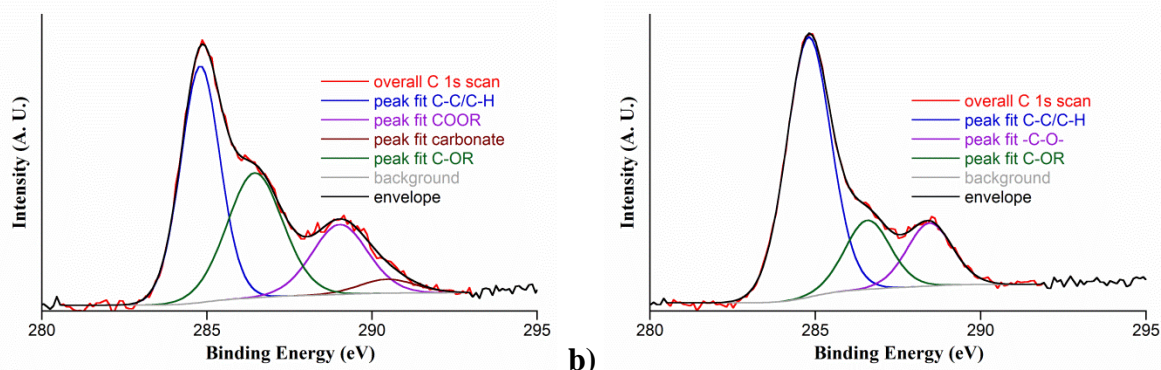 Intensity (A. U.)
overall C 1s scan
peak fit C-C/C-H
peak fit COOR
peak fit carbonate
peak fit C-OR
background
envelope
280 285 290 295
Binding Energy (eV)
b)
Intensity (A. U.)
overall C 1s scan
peak fit C-C/C-H
peak fit -C-O-
peak fit C-OR
background
envelope
280 285 290 295
Binding Energy (eV)